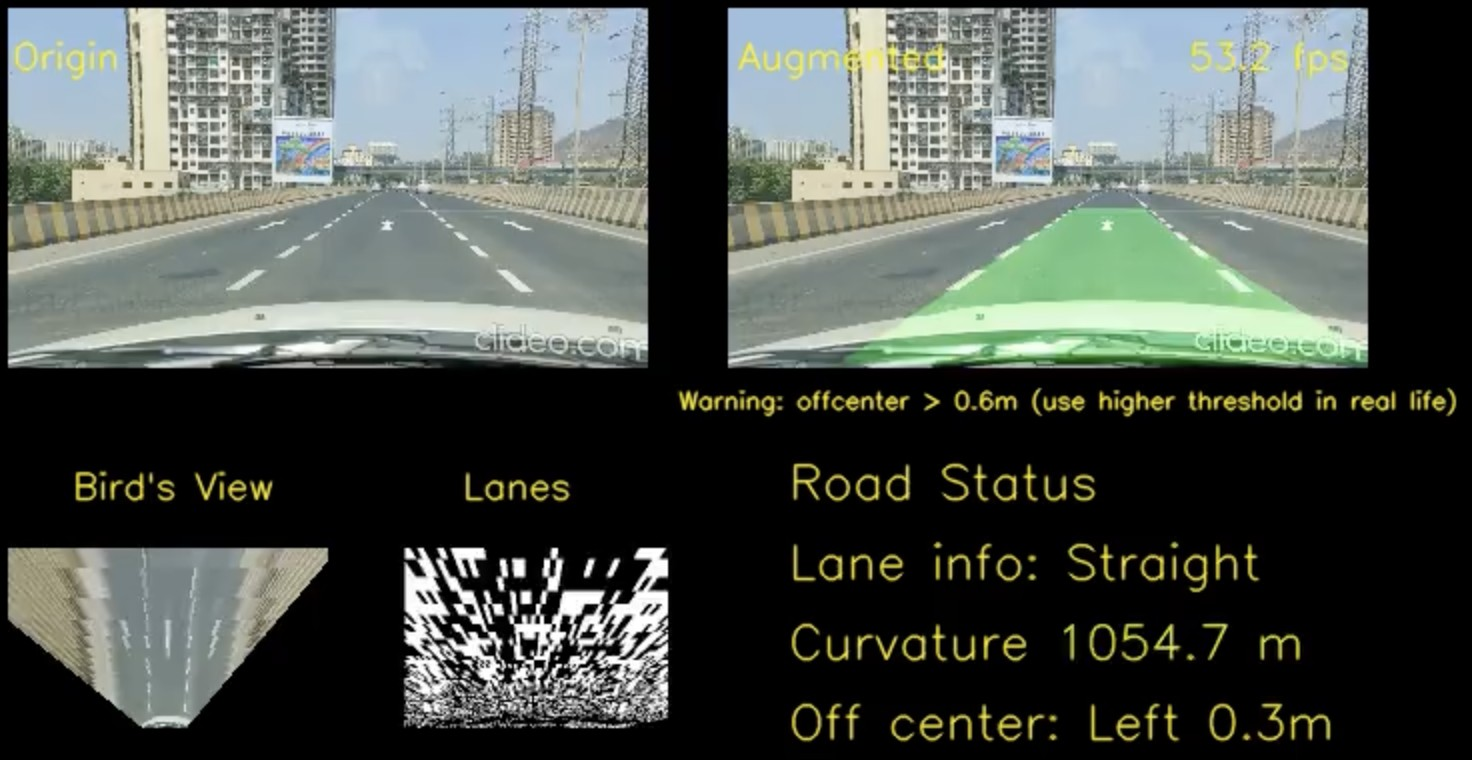 Origin
Augmented
53.2 fps
clideo.com
clideo.com
Warning: offcenter > 0.6m (use higher threshold in real life)
Bird's View
Lanes
Road Status
Lane info: Straight
Curvature 1054.7 m
Off center: Left 0.3m